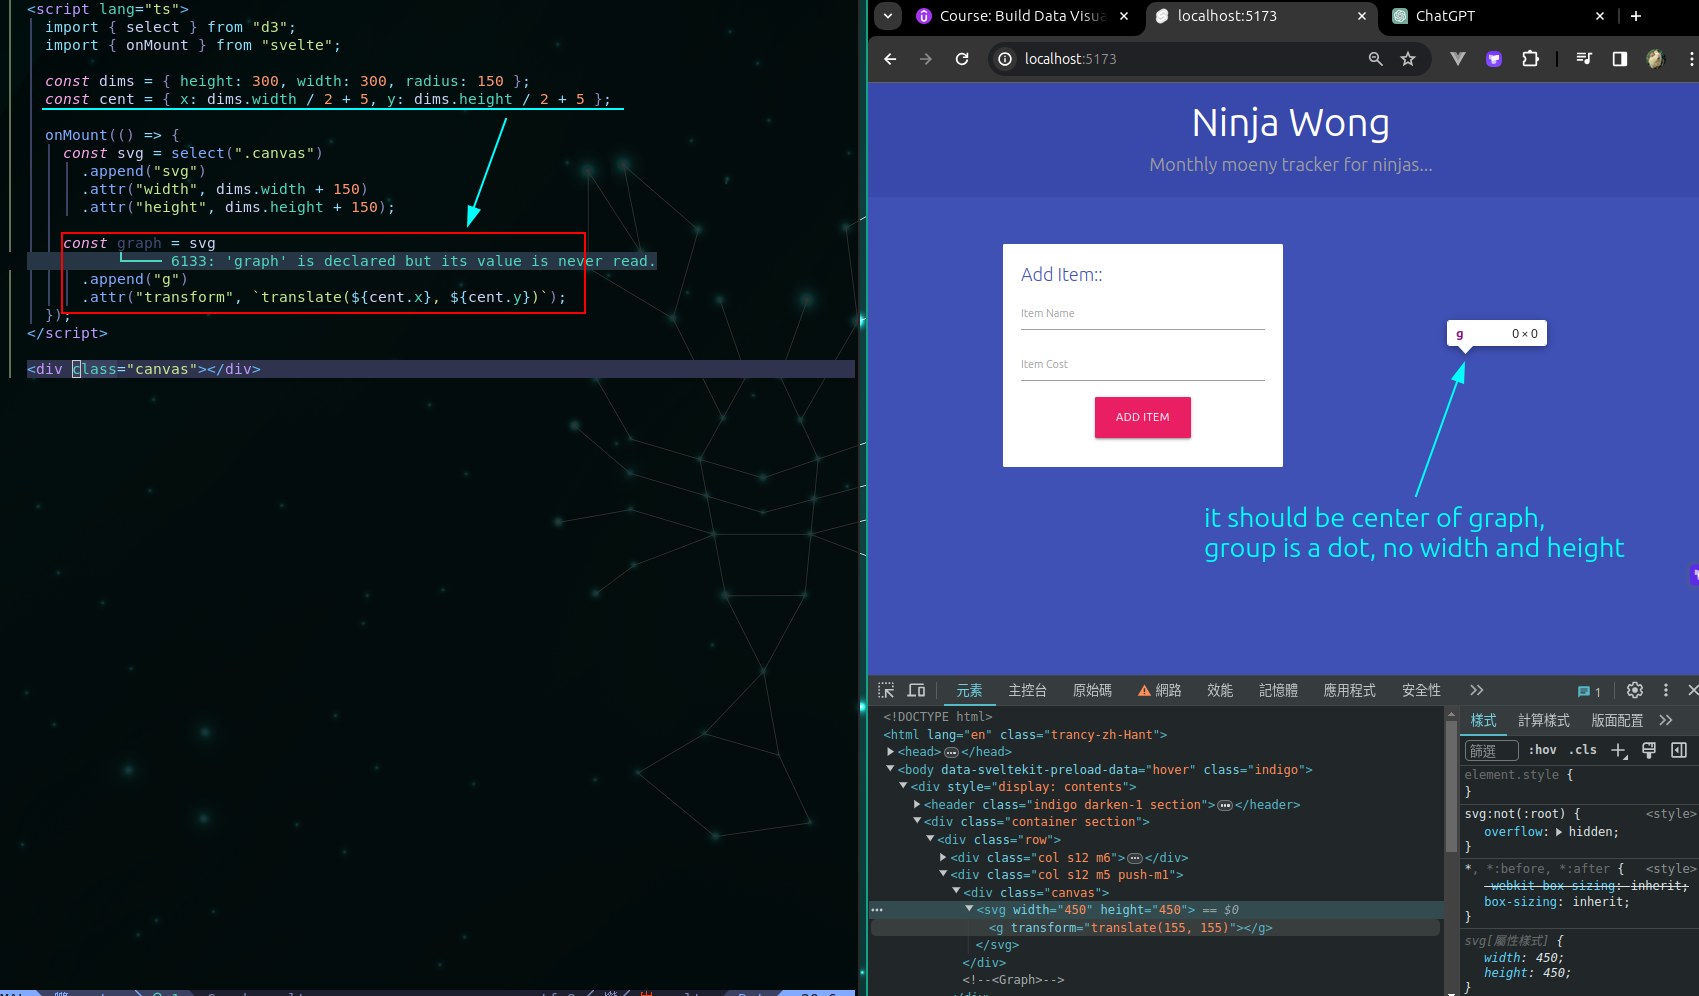 <script lang="ts">
import { select } from "d3";
import { onMount } from "svelte";
const dims = { height: 300, width: 300, radius: 150 };
const cent = { x: dims.width / 2 + 5, y: dims.height / 2 + 5 };
onMount(() => {
const svg = select(".canvas")
.append("svg")
.attr("width", dims.width + 150)
.attr("height", dims.height + 150);
const graph = svg
6133: 'graph' is declared but its value is never read.
.append("g")
.attr("transform", `translate(${cent.x}, ${cent.y})`);
});
</script>
<div class="canvas"></div>
Course: Build Data Visua
localhost:5173
ChatGPT
localhost:5173
Ninja Wong
Monthly moeny tracker for ninjas...
Add Item::
Item Name
Item Cost
ADD ITEM
g 0 × 0
it should be center of graph,
group is a dot, no width and height
元素 主控台 原始碼 網路 效能 記憶體 應用程式 安全性 1
<!DOCTYPE html>
<html lang="en" class="trancy-zh-Hant">
<head>…</head>
<body data-sveltekit-preload-data="hover" class="indigo">
<div style="display: contents">
<header class="indigo darken-1 section">…</header>
<div class="container section">
<div class="row">
<div class="col s12 m6">…</div>
<div class="col s12 m5 push-m1">
<div class="canvas">
<svg width="450" height="450"> == $0
<g transform="translate(155, 155)"></g>
</svg>
</div>
<!--<Graph>-->
樣式 計算樣式 版面配置
篩選 :hov .cls
element.style {
}
svg:not(:root) { <style>
overflow: hidden;
}
*, *:before, *:after { <style>
-webkit-box-sizing: inherit;
box-sizing: inherit;
}
svg[屬性樣式] {
width: 450;
height: 450;
}